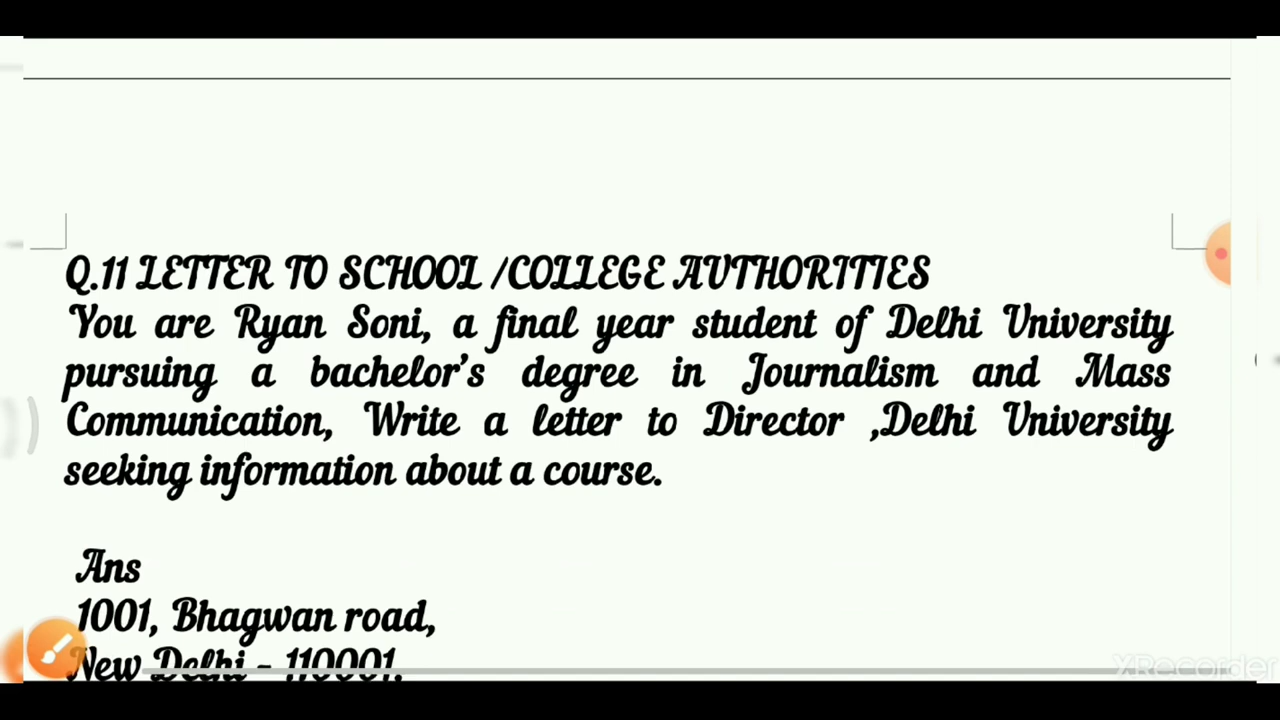 Q.11 LETTER TO SCHOOL /COLLEGE AUTHORITIES
You are Ryan Soni, a final year student of Delhi University
pursuing a bachelor's degree in Journalism and Mass
Communication, Write a letter to Director ,Delhi University
seeking information about a course.
Ans
1001, Bhagwan road,
New Delhi - 110001.
XRecorder